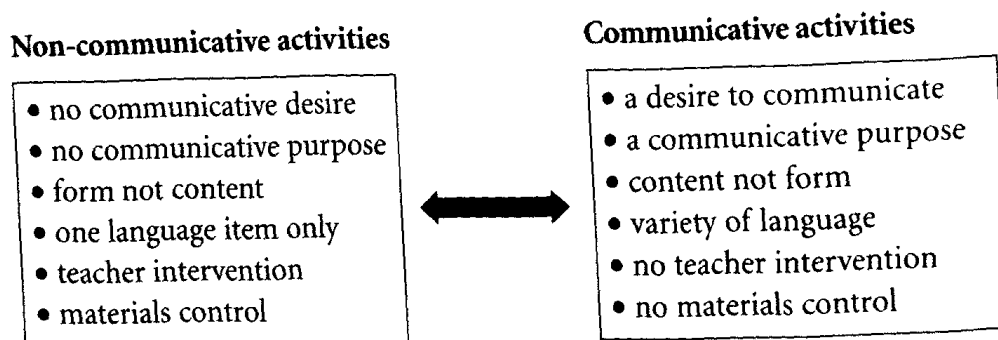 Non-communicative activities
• no communicative desire
• no communicative purpose
• form not content
• one language item only
• teacher intervention
• materials control
Communicative activities
• a desire to communicate
• a communicative purpose
• content not form
• variety of language
• no teacher intervention
• no materials control